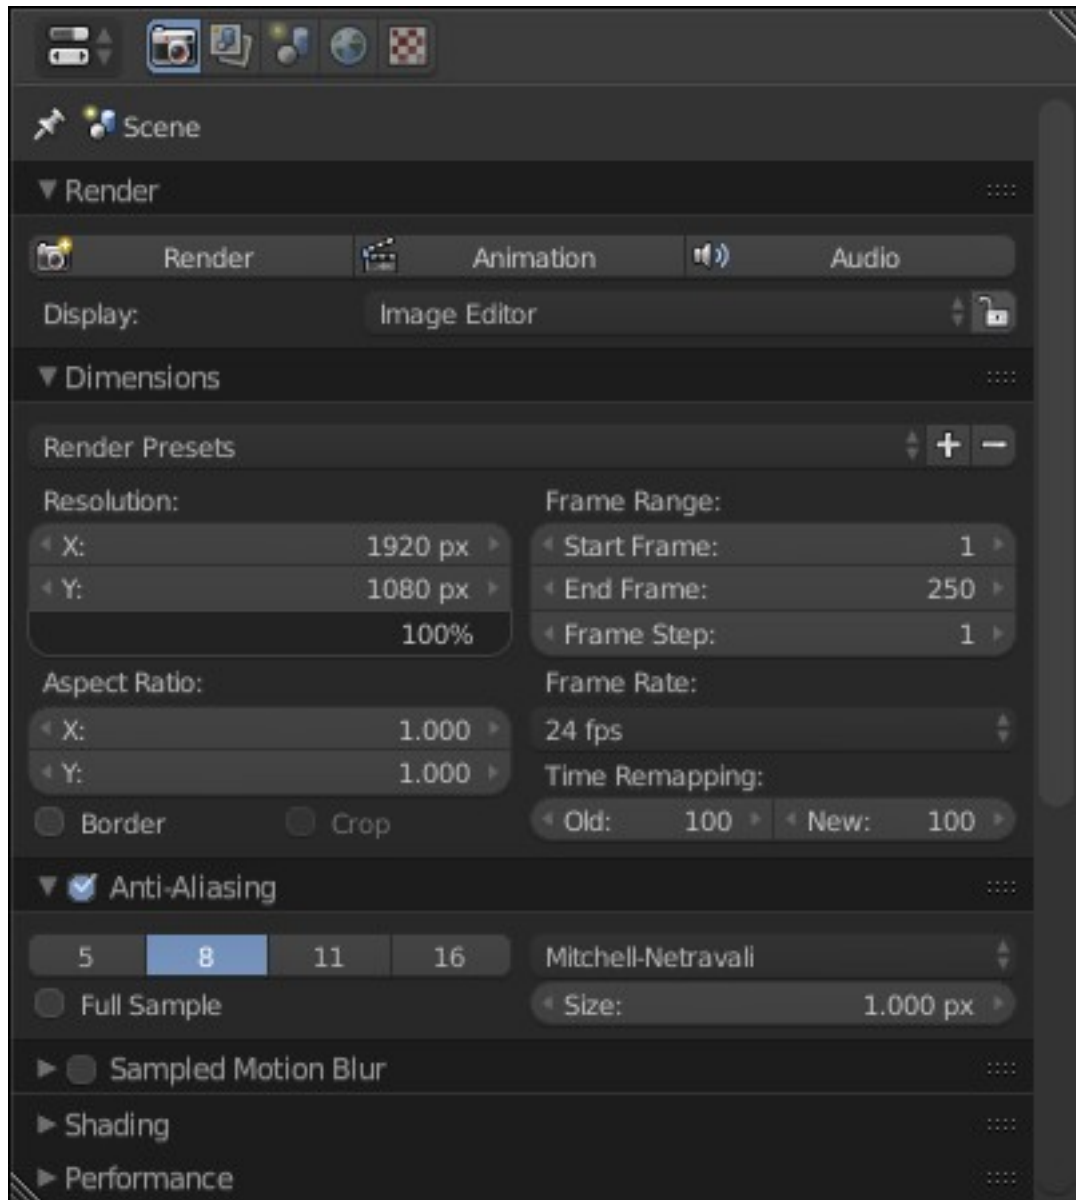 Scene
Render
Render Animation Audio
Display: Image Editor
Dimensions
Render Presets
Resolution: Frame Range:
X: 1920 px Start Frame: 1
Y: 1080 px End Frame: 250
100% Frame Step: 1
Aspect Ratio: Frame Rate:
X: 1.000 24 fps
Y: 1.000 Time Remapping:
Border Crop Old: 100 New: 100
Anti-Aliasing
5 8 11 16 Mitchell-Netravali
Full Sample Size: 1.000 px
Sampled Motion Blur
Shading
Performance